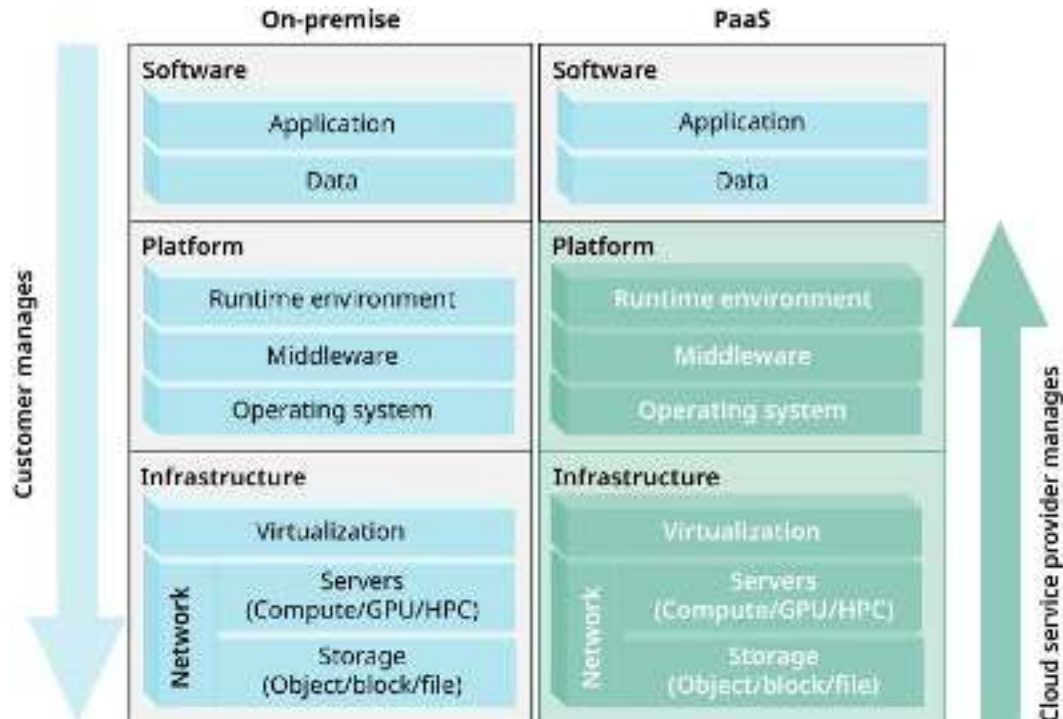 On-premise
PaaS
Customer manages
Software
Application
Data
Platform
Runtime environment
Middleware
Operating system
Infrastructure
Virtualization
Network
Servers
(Compute/GPU/HPC)
Storage
(Object/block/file)
Software
Application
Data
Platform
Runtime environment
Middleware
Operating system
Infrastructure
Virtualization
Network
Servers
(Compute/GPU/HPC)
Storage
(Object/block/file)
Cloud service provider manages